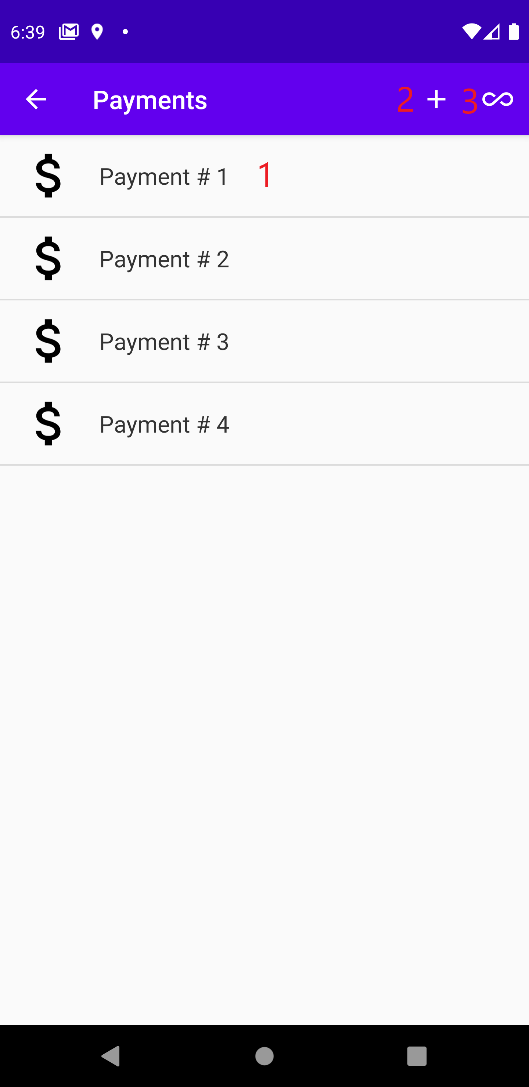 6:39
Payments 2 + 3
Payment # 1 1
Payment # 2
Payment # 3
Payment # 4